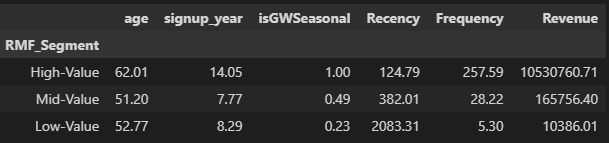 age signup_year isGWSeasonal Recency Frequency Revenue
RMF_Segment
High-Value 62.01 14.05 1.00 124.79 257.59 10530760.71
Mid-Value 51.20 7.77 0.49 382.01 28.22 165756.40
Low-Value 52.77 8.29 0.23 2083.31 5.30 10386.01